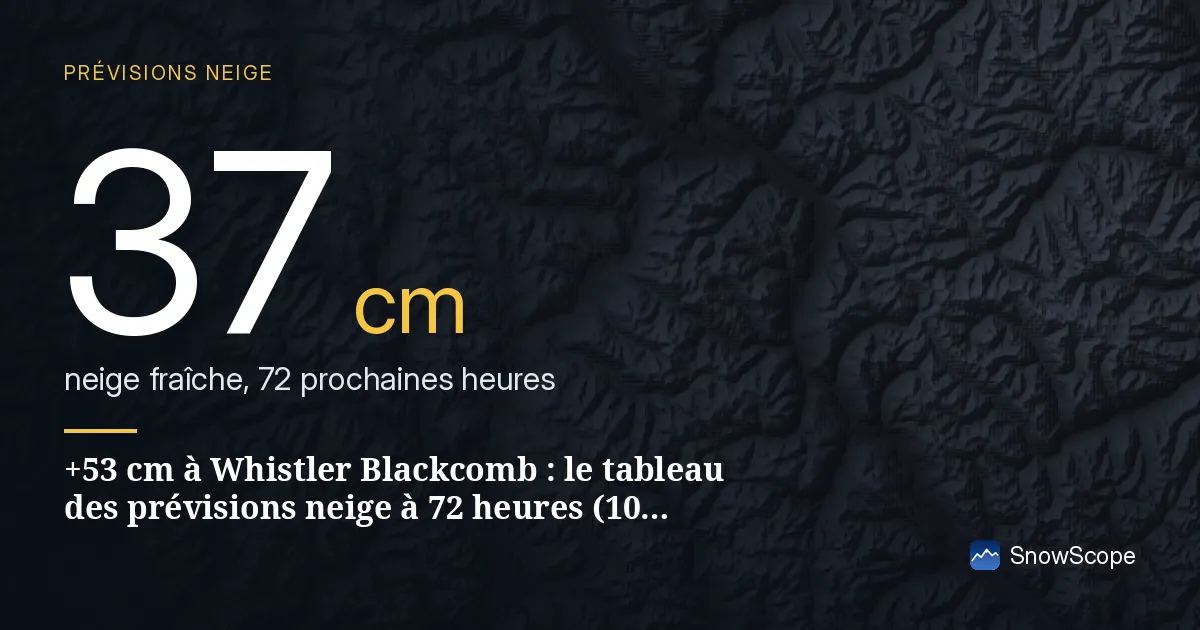 PRÉVISIONS NEIGE
37 cm
neige fraîche, 72 prochaines heures
+53 cm à Whistler Blackcomb : le tableau
des prévisions neige à 72 heures (10...
SnowScope